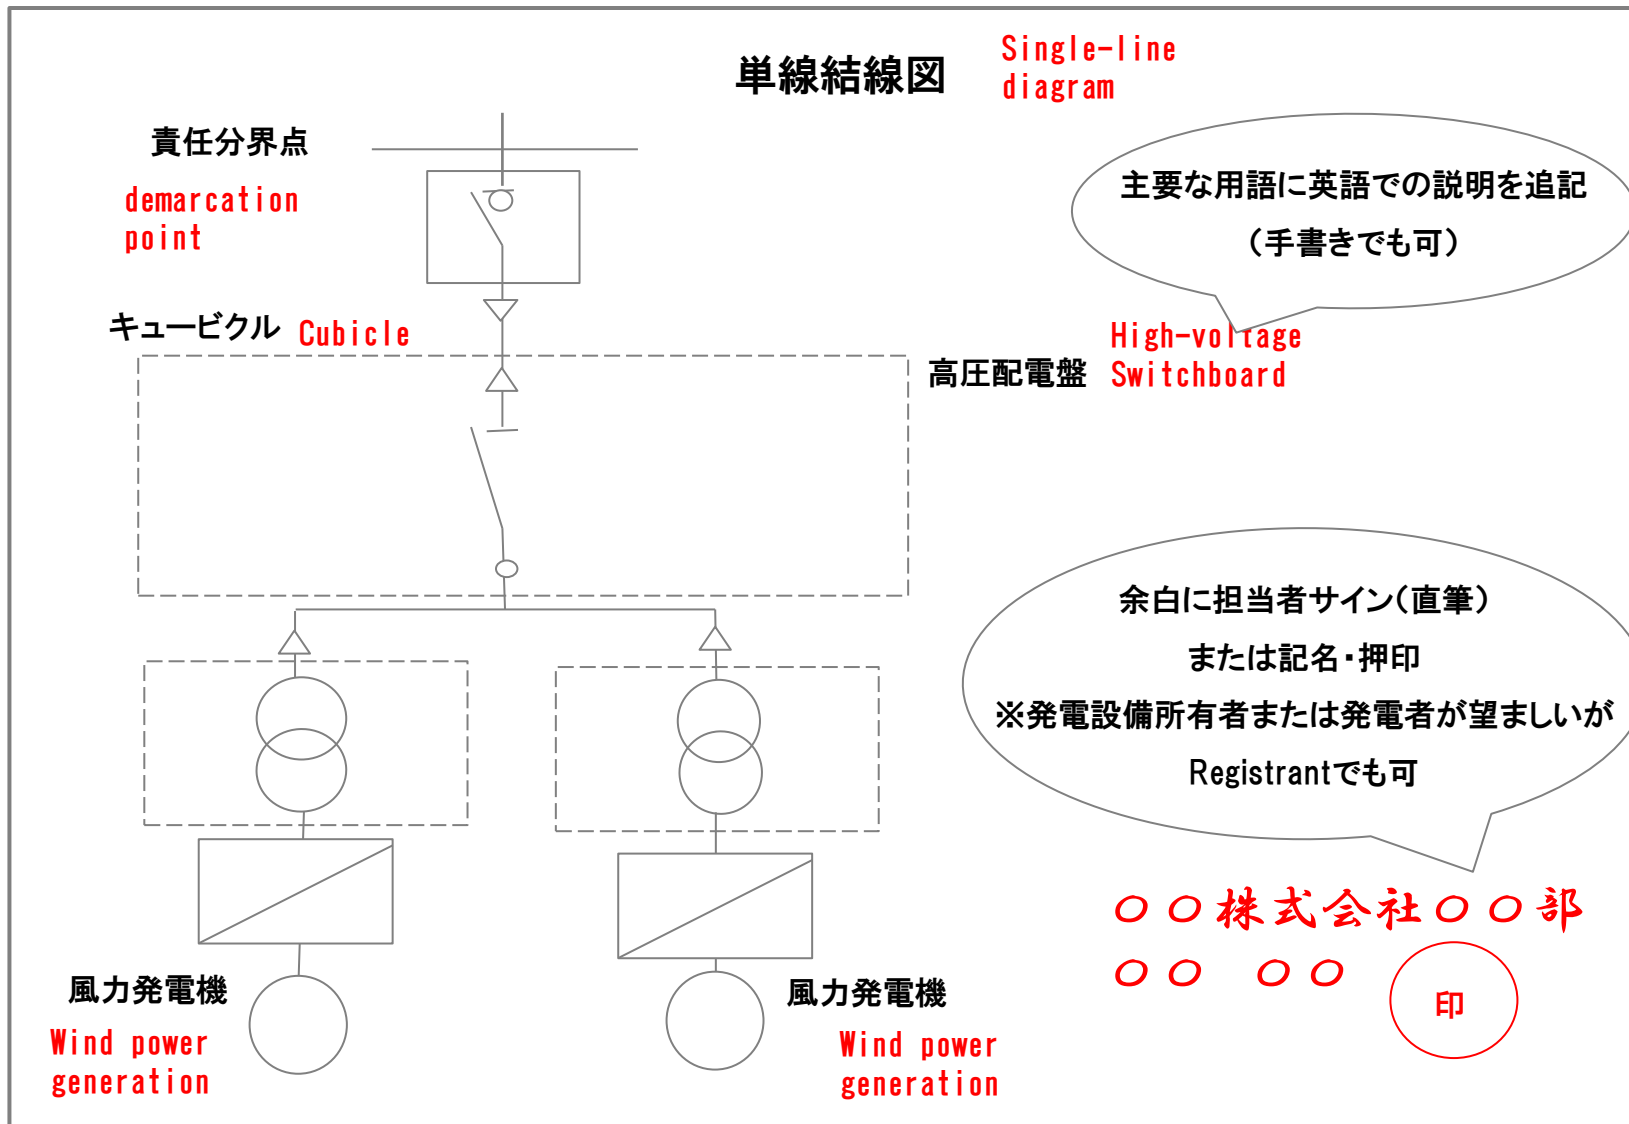 単線結線図
Single-line
diagram
責任分界点
demarcation
point
主要な用語に英語での説明を追記
（手書きでも可）
キュービクル
Cubicle
高圧配電盤
High-voltage
Switchboard
余白に担当者サイン（直筆）
または記名・押印
※発電設備所有者または発電者が望ましいが
Registrantでも可
○○株式会社○○部
○○ ○○
印
風力発電機
Wind power
generation
風力発電機
Wind power
generation